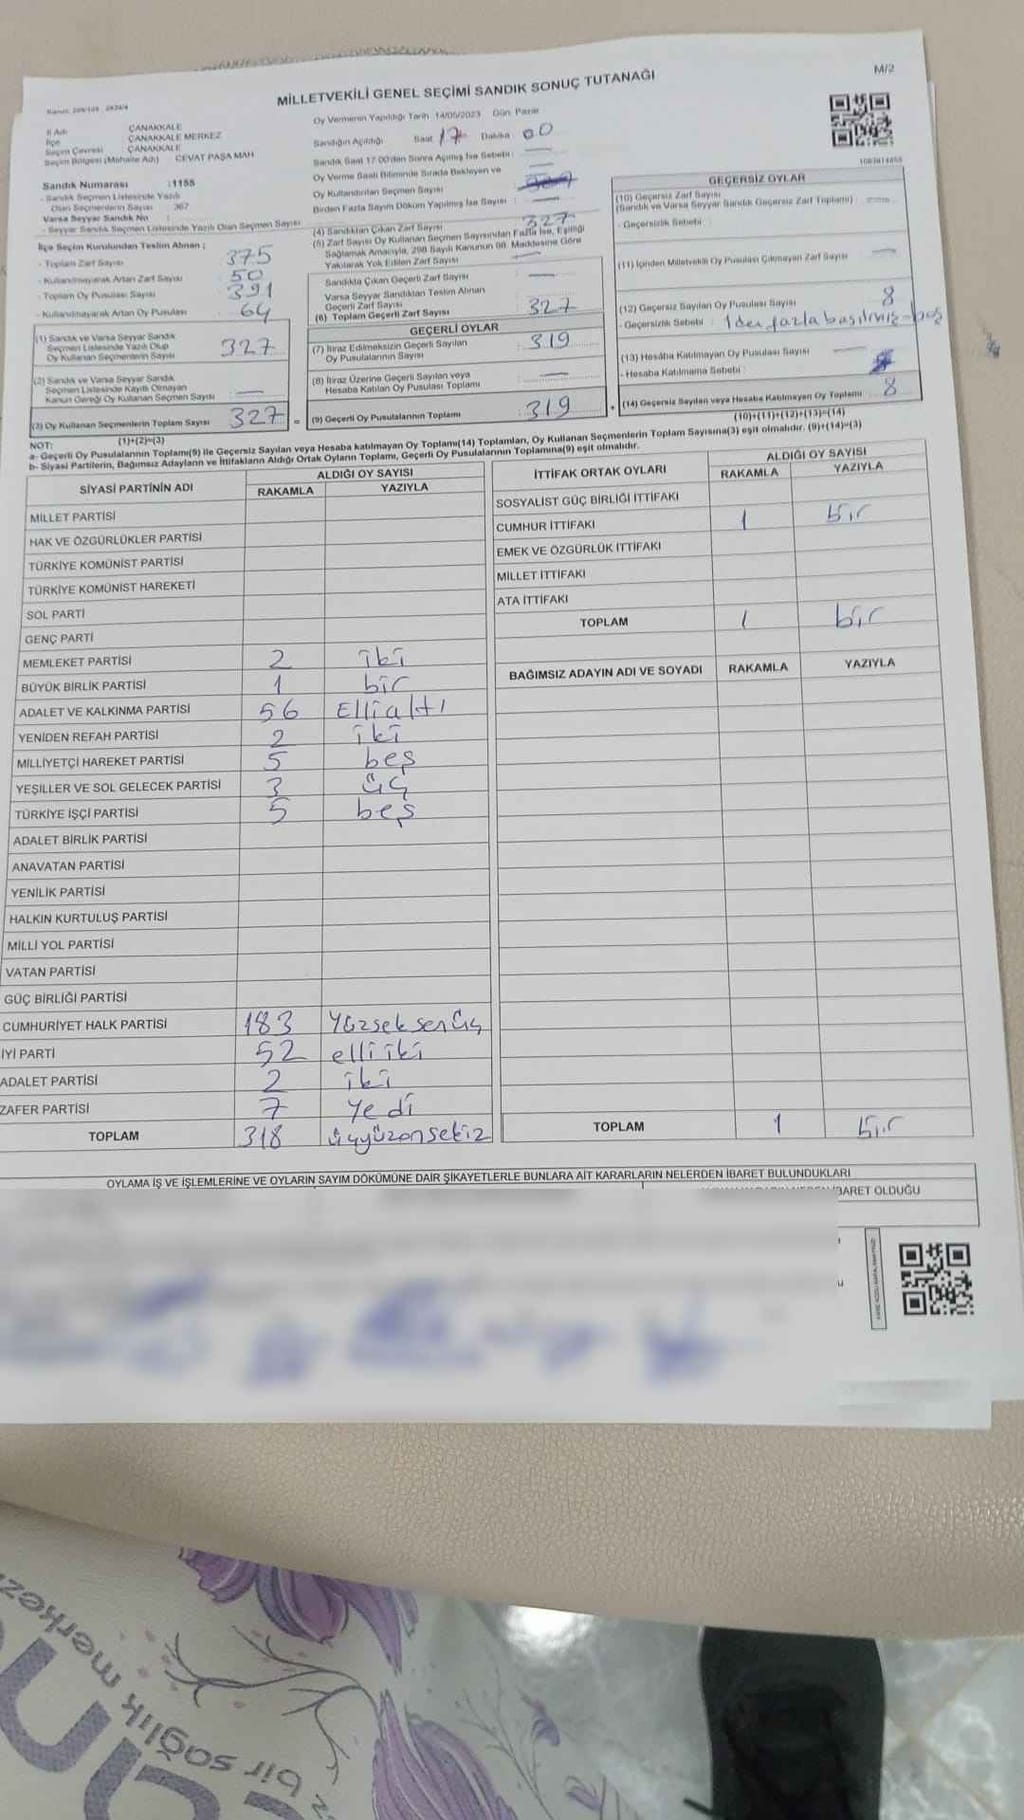 MİLLETVEKİLİ GENEL SEÇİMİ SANDIK SONUÇ TUTANAĞI
M/2
İl Adı : ÇANAKKALE
İlçe : ÇANAKKALE MERKEZ
Seçim Çevresi : ÇANAKKALE
Seçim Bölgesi (Mahalle Adı) : CEVAT PAŞA MAH
Sandık Numarası :1155
- Sandık Seçmen Listesinde Yazılı
Olan Seçmenlerin Sayısı : 367
Varsa Seyyar Sandık No :
- Seyyar Sandık Seçmen Listesinde Yazılı Olan Seçmen Sayısı
İlçe Seçim Kurulundan Teslim Alınan ;
- Toplam Zarf Sayısı : 375
- Kullanılmayarak Artan Zarf Sayısı : 50
- Toplam Oy Pusulası Sayısı : 391
- Kullanılmayarak Artan Oy Pusulası : 64
(1) Sandık ve Varsa Seyyar Sandık
Seçmen Listesinde Yazılı Olup
Oy Kullanan Seçmenlerin Sayısı : 327
(2) Sandık ve Varsa Seyyar Sandık
Seçmen Listesinde Kayıtlı Olmayan
Kanun Gereği Oy Kullanan Seçmen Sayısı : —
(3) Oy Kullanan Seçmenlerin Toplam Sayısı 327
(1)+(2)=(3)
Oy Vermenin Yapıldığı Tarih 14/05/2023 Gün Pazar
Sandığın Açıldığı Saat 17 Dakika 00
Sandık Saat 17.00'den Sonra Açılmış İse Sebebi : —
Oy Verme Saati Bitiminde Sırada Bekleyen ve
Oy Kullandırılan Seçmen Sayısı
Birden Fazla Sayım Döküm Yapılmış İse Sayısı : —
(4) Sandıktan Çıkan Zarf Sayısı 327
(5) Zarf Sayısı Oy Kullanan Seçmen Sayısından Fazla İse, Eşitliği
Sağlamak Amacıyla, 298 Sayılı Kanunun 98. Maddesine Göre
Yakılarak Yok Edilen Zarf Sayısı : —
Sandıkta Çıkan Geçerli Zarf Sayısı : —
Varsa Seyyar Sandıktan Teslim Alınan
Geçerli Zarf Sayısı
(6) Toplam Geçerli Zarf Sayısı : 327
GEÇERLİ OYLAR
(7) İtiraz Edilmeksizin Geçerli Sayılan
Oy Pusulalarının Sayısı : 319
(8) İtiraz Üzerine Geçerli Sayılan veya
Hesaba Katılan Oy Pusulası Toplamı : —
= (9) Geçerli Oy Pusulalarının Toplamı 319 +
GEÇERSİZ OYLAR
(10) Geçersiz Zarf Sayısı
(Sandık ve Varsa Seyyar Sandık Geçersiz Zarf Toplamı) : —
- Geçersizlik Sebebi :
(11) İçinden Milletvekili Oy Pusulası Çıkmayan Zarf Sayısı : —
(12) Geçersiz Sayılan Oy Pusulası Sayısı : 8
- Geçersizlik Sebebi : 1 den fazla basılmış - boş
(13) Hesaba Katılmayan Oy Pusulası Sayısı : —
- Hesaba Katılmama Sebebi :
(14) Geçersiz Sayılan veya Hesaba Katılmayan Oy Toplamı 8
(10)+(11)+(12)+(13)=(14)
NOT:
a- Geçerli Oy Pusulalarının Toplamı(9) ile Geçersiz Sayılan veya Hesaba katılmayan Oy Toplamı(14) Toplamları, Oy Kullanan Seçmenlerin Toplam Sayısına(3) eşit olmalıdır. (9)+(14)=(3)
b- Siyasi Partilerin, Bağımsız Adayların ve İttifakların Aldığı Ortak Oyların Toplamı, Geçerli Oy Pusulalarının Toplamına(9) eşit olmalıdır.
SİYASİ PARTİNİN ADI ALDIĞI OY SAYISI
RAKAMLA YAZIYLA
MİLLET PARTİSİ
HAK VE ÖZGÜRLÜKLER PARTİSİ
TÜRKİYE KOMÜNİST PARTİSİ
TÜRKİYE KOMÜNİST HAREKETİ
SOL PARTİ
GENÇ PARTİ
MEMLEKET PARTİSİ 2 iki
BÜYÜK BİRLİK PARTİSİ 1 bir
ADALET VE KALKINMA PARTİSİ 56 Ellialtı
YENİDEN REFAH PARTİSİ 2 iki
MİLLİYETÇİ HAREKET PARTİSİ 5 beş
YEŞİLLER VE SOL GELECEK PARTİSİ 3 üç
TÜRKİYE İŞÇİ PARTİSİ 5 beş
ADALET BİRLİK PARTİSİ
ANAVATAN PARTİSİ
YENİLİK PARTİSİ
HALKIN KURTULUŞ PARTİSİ
MİLLİ YOL PARTİSİ
VATAN PARTİSİ
GÜÇ BİRLİĞİ PARTİSİ
CUMHURİYET HALK PARTİSİ 183 Yüzseksenüç
İYİ PARTİ 52 elliiki
ADALET PARTİSİ 2 iki
ZAFER PARTİSİ 7 Yedi
TOPLAM 318 üçyüzonsekiz
İTTİFAK ORTAK OYLARI ALDIĞI OY SAYISI
RAKAMLA YAZIYLA
SOSYALİST GÜÇ BİRLİĞİ İTTİFAKI
CUMHUR İTTİFAKI 1 bir
EMEK VE ÖZGÜRLÜK İTTİFAKI
MİLLET İTTİFAKI
ATA İTTİFAKI
TOPLAM 1 bir
BAĞIMSIZ ADAYIN ADI VE SOYADI RAKAMLA YAZIYLA
TOPLAM 1 bir
OYLAMA İŞ VE İŞLEMLERİNE VE OYLARIN SAYIM DÖKÜMÜNE DAİR ŞİKAYETLERLE BUNLARA AİT KARARLARIN NELERDEN İBARET BULUNDUKLARI
İBARET OLDUĞU
bir sağlık merkez